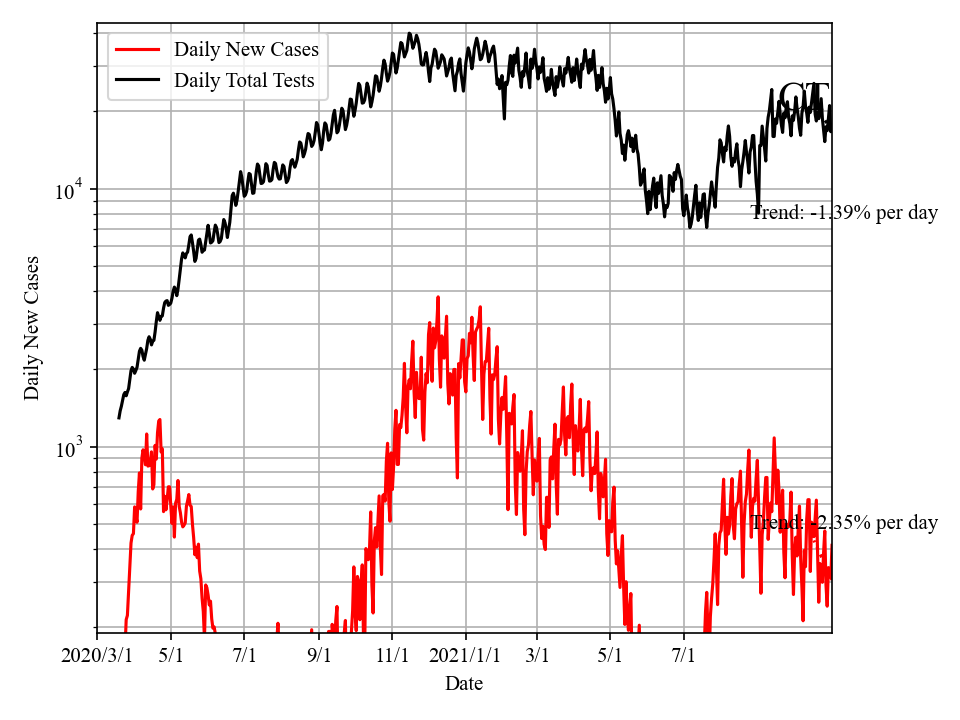 Daily New Cases
Daily Total Tests
CT
10^4
Trend: -1.39% per day
Daily New Cases
10^3
Trend: -2.35% per day
2020/3/1 5/1 7/1 9/1 11/1 2021/1/1 3/1 5/1 7/1
Date